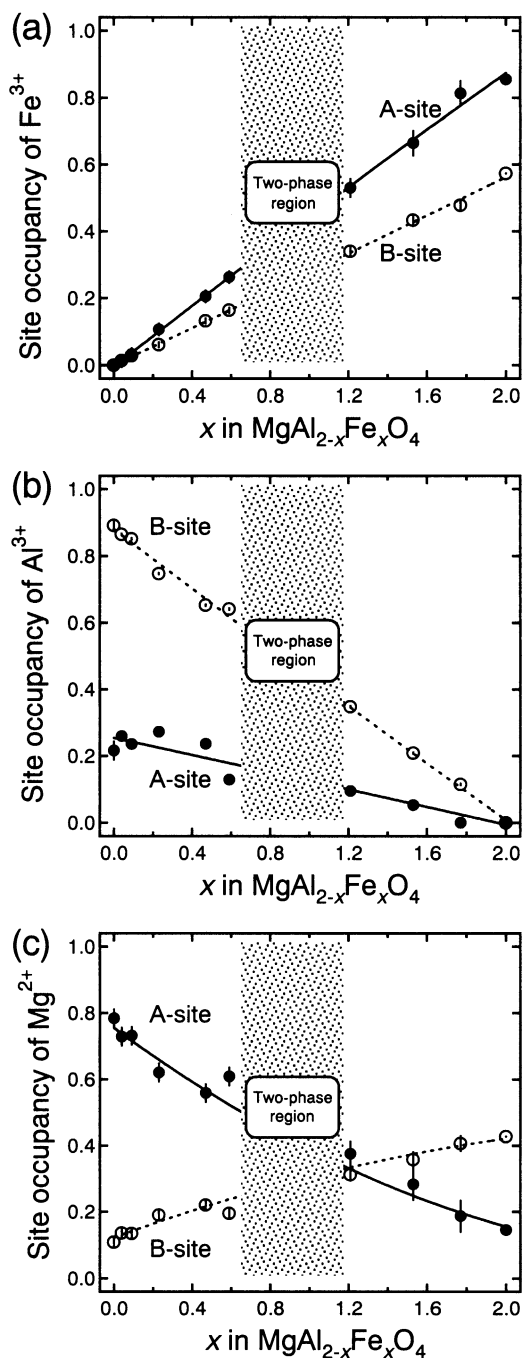 (a)
1.0
0.8
0.6
0.4
0.2
0.0
Site occupancy of Fe3+
A-site
Two-phase
region
B-site
0.0 0.4 0.8 1.2 1.6 2.0
x in MgAl2-xFexO4
(b)
1.0
0.8
0.6
0.4
0.2
0.0
Site occupancy of Al3+
B-site
Two-phase
region
A-site
0.0 0.4 0.8 1.2 1.6 2.0
x in MgAl2-xFexO4
(c)
1.0
0.8
0.6
0.4
0.2
0.0
Site occupancy of Mg2+
A-site
Two-phase
region
B-site
0.0 0.4 0.8 1.2 1.6 2.0
x in MgAl2-xFexO4